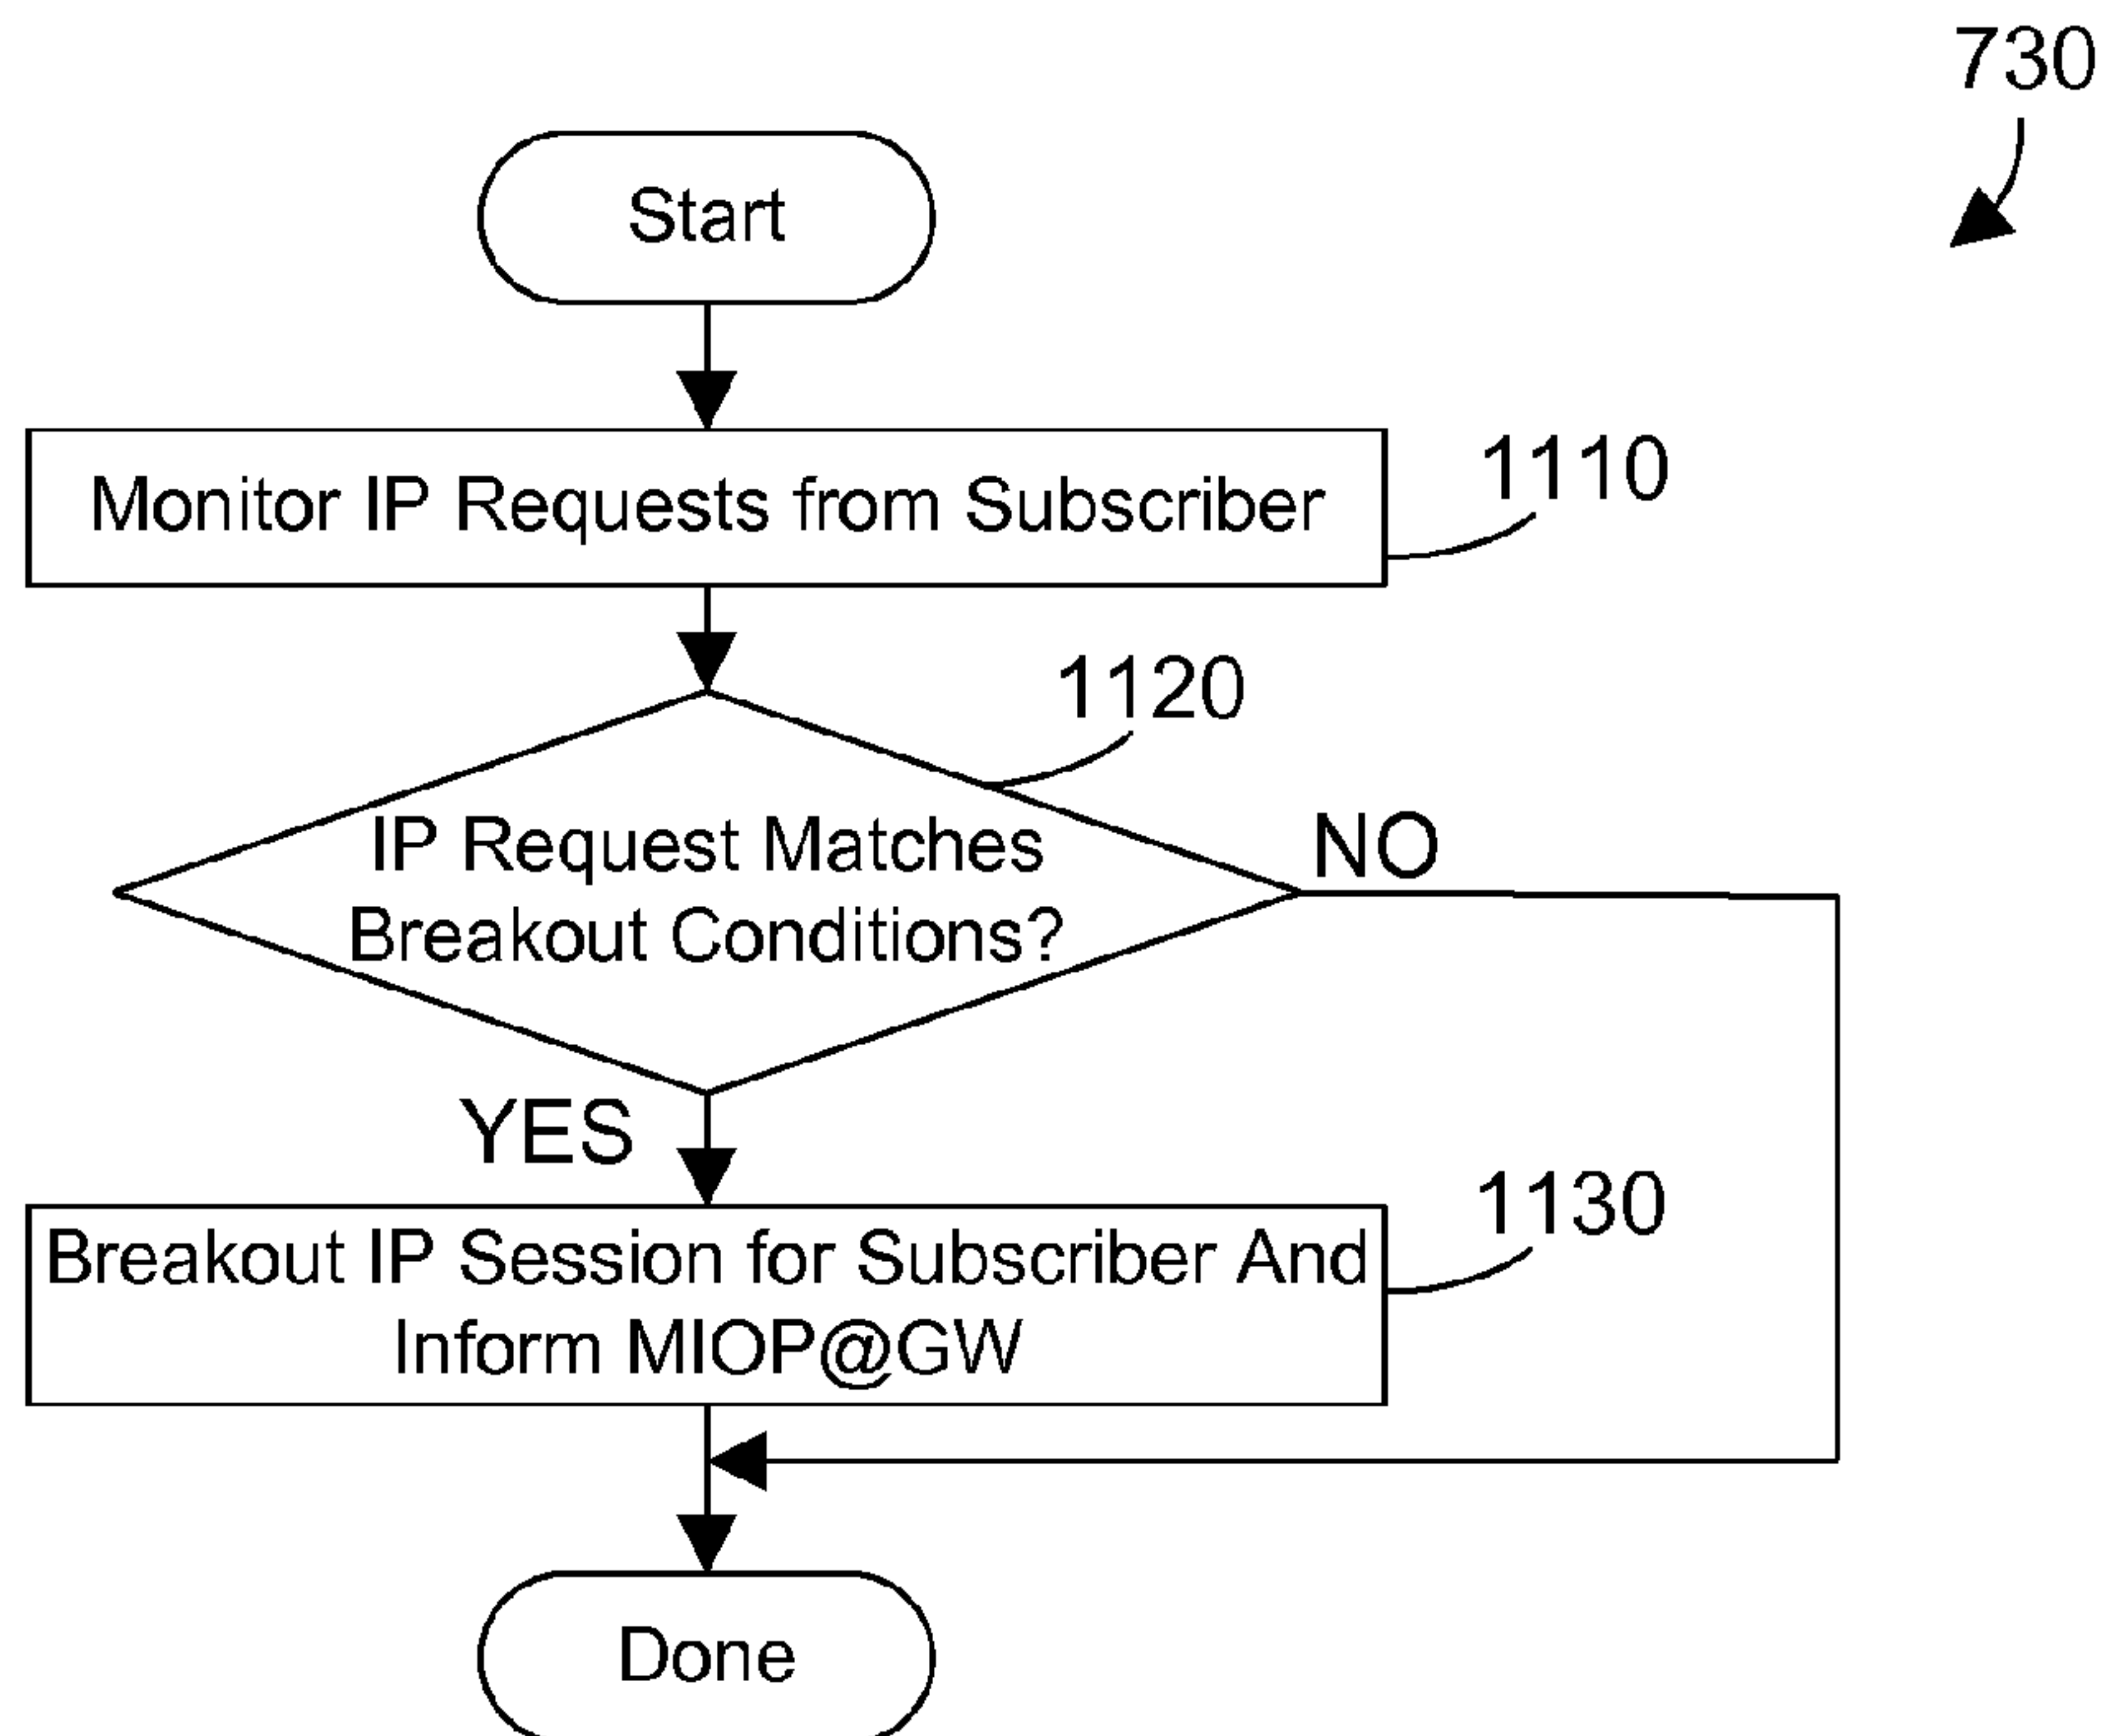 730
Start
Monitor IP Requests from Subscriber
1110
1120
IP Request Matches
Breakout Conditions?
NO
YES
1130
Breakout IP Session for Subscriber And
Inform MIOP@GW
Done